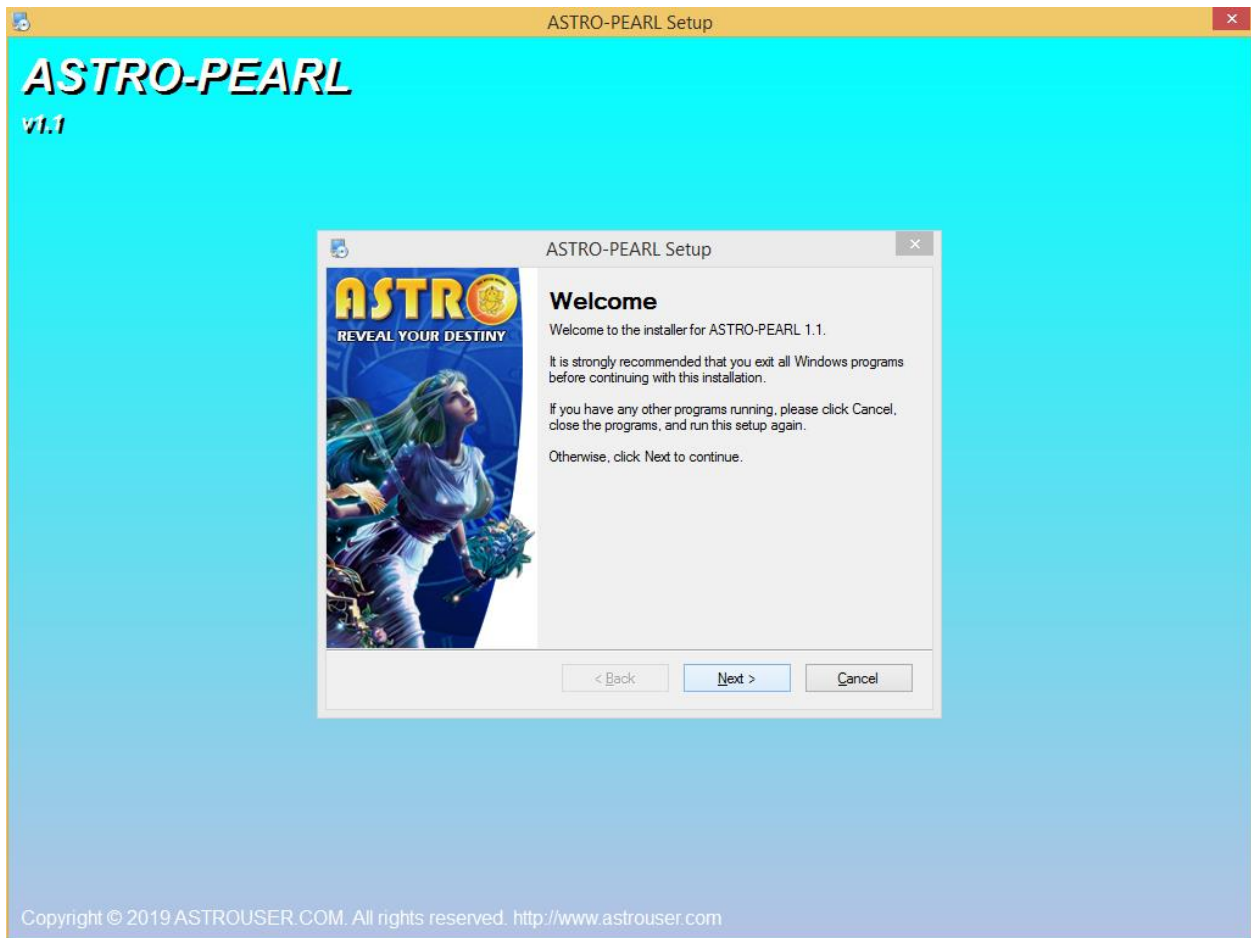 ASTRO-PEARL Setup
ASTRO-PEARL
v1.1
ASTRO-PEARL Setup
ASTRO
REVEAL YOUR DESTINY
Welcome
Welcome to the installer for ASTRO-PEARL 1.1.
It is strongly recommended that you exit all Windows programs
before continuing with this installation.
If you have any other programs running, please click Cancel,
close the programs, and run this setup again.
Otherwise, click Next to continue.
< Back
Next >
Cancel
Copyright © 2019 ASTROUSER.COM. All rights reserved. http://www.astrouser.com